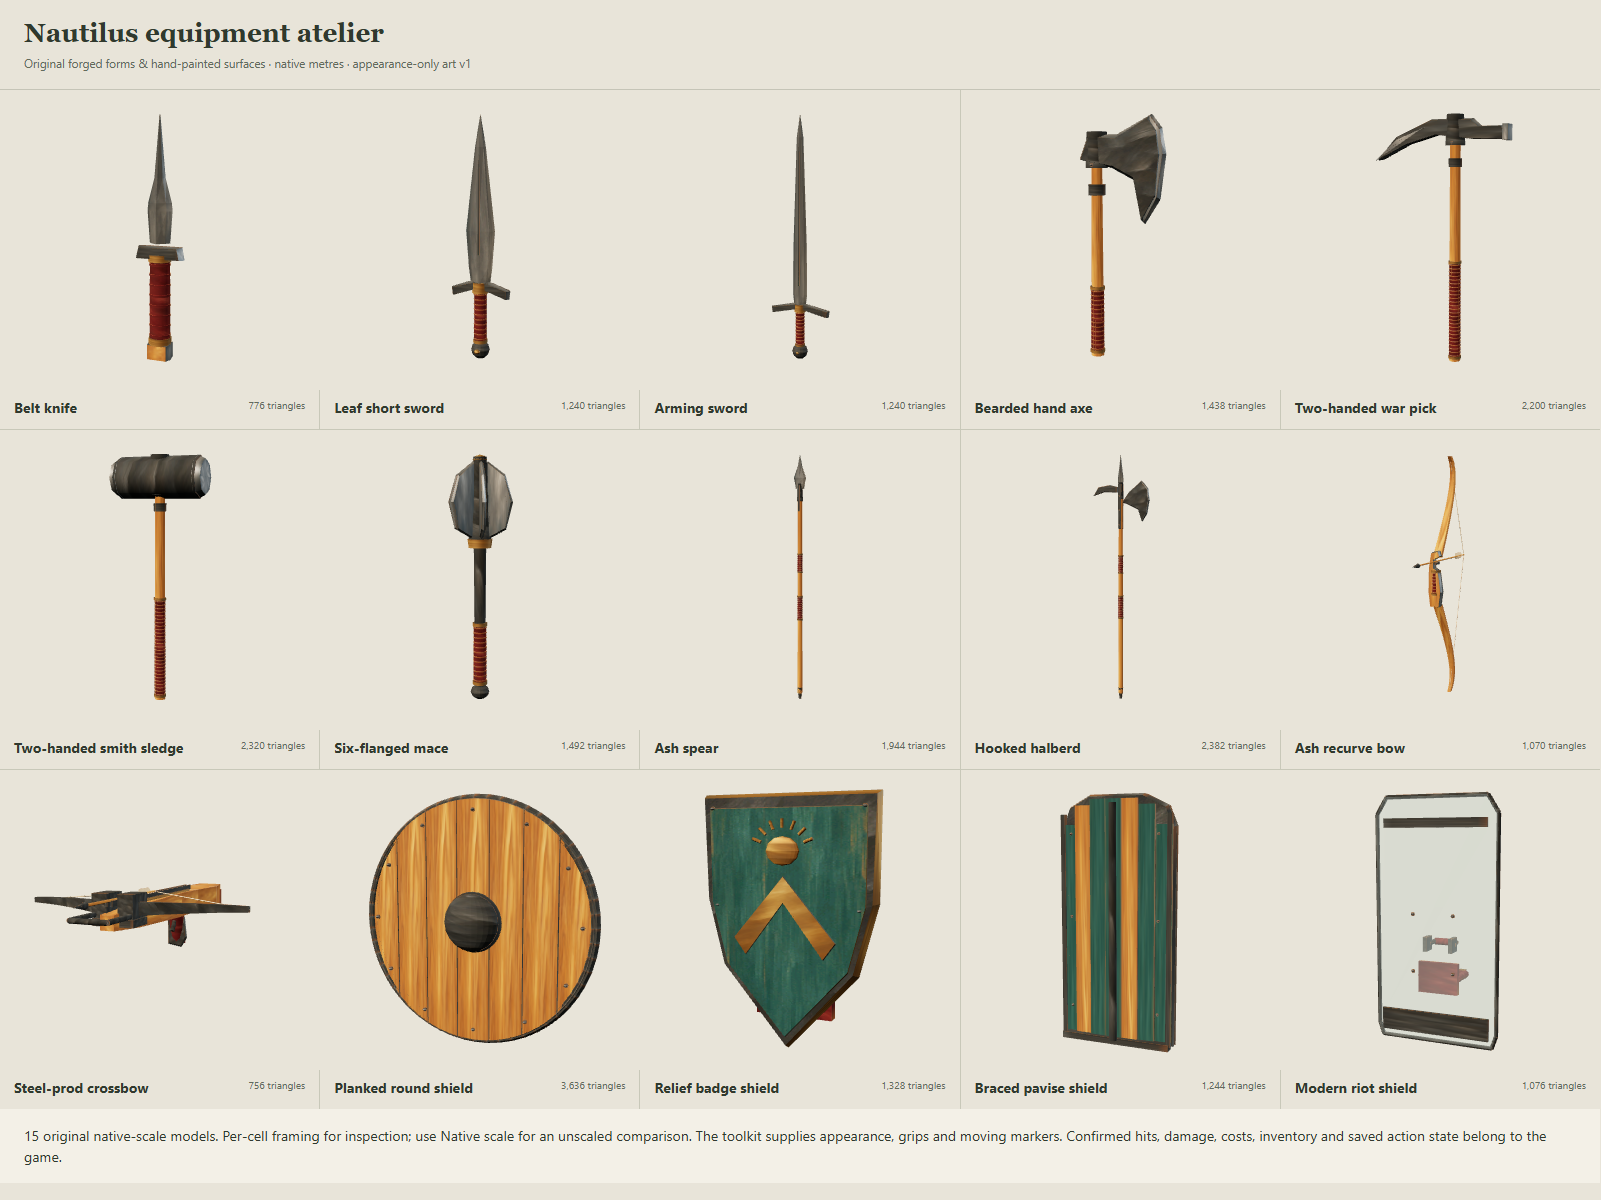 Nautilus equipment atelier
Original forged forms & hand-painted surfaces · native metres · appearance-only art v1
Belt knife 776 triangles
Leaf short sword 1,240 triangles
Arming sword 1,240 triangles
Bearded hand axe 1,438 triangles
Two-handed war pick 2,200 triangles
Two-handed smith sledge 2,320 triangles
Six-flanged mace 1,492 triangles
Ash spear 1,944 triangles
Hooked halberd 2,382 triangles
Ash recurve bow 1,070 triangles
Steel-prod crossbow 756 triangles
Planked round shield 3,636 triangles
Relief badge shield 1,328 triangles
Braced pavise shield 1,244 triangles
Modern riot shield 1,076 triangles
15 original native-scale models. Per-cell framing for inspection; use Native scale for an unscaled comparison. The toolkit supplies appearance, grips and moving markers. Confirmed hits, damage, costs, inventory and saved action state belong to the
game.